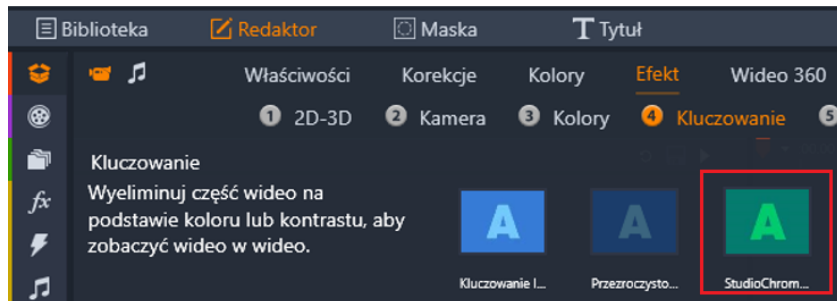 Biblioteka Redaktor Maska Tytuł
Właściwości Korekcje Kolory Efekt Wideo 360
1 2D-3D 2 Kamera 3 Kolory 4 Kluczowanie 5
Kluczowanie
Wyeliminuj część wideo na
podstawie koloru lub kontrastu, aby
zobaczyć wideo w wideo.
fx
A A A
Kluczowanie l... Przezroczysto... StudioChrom...